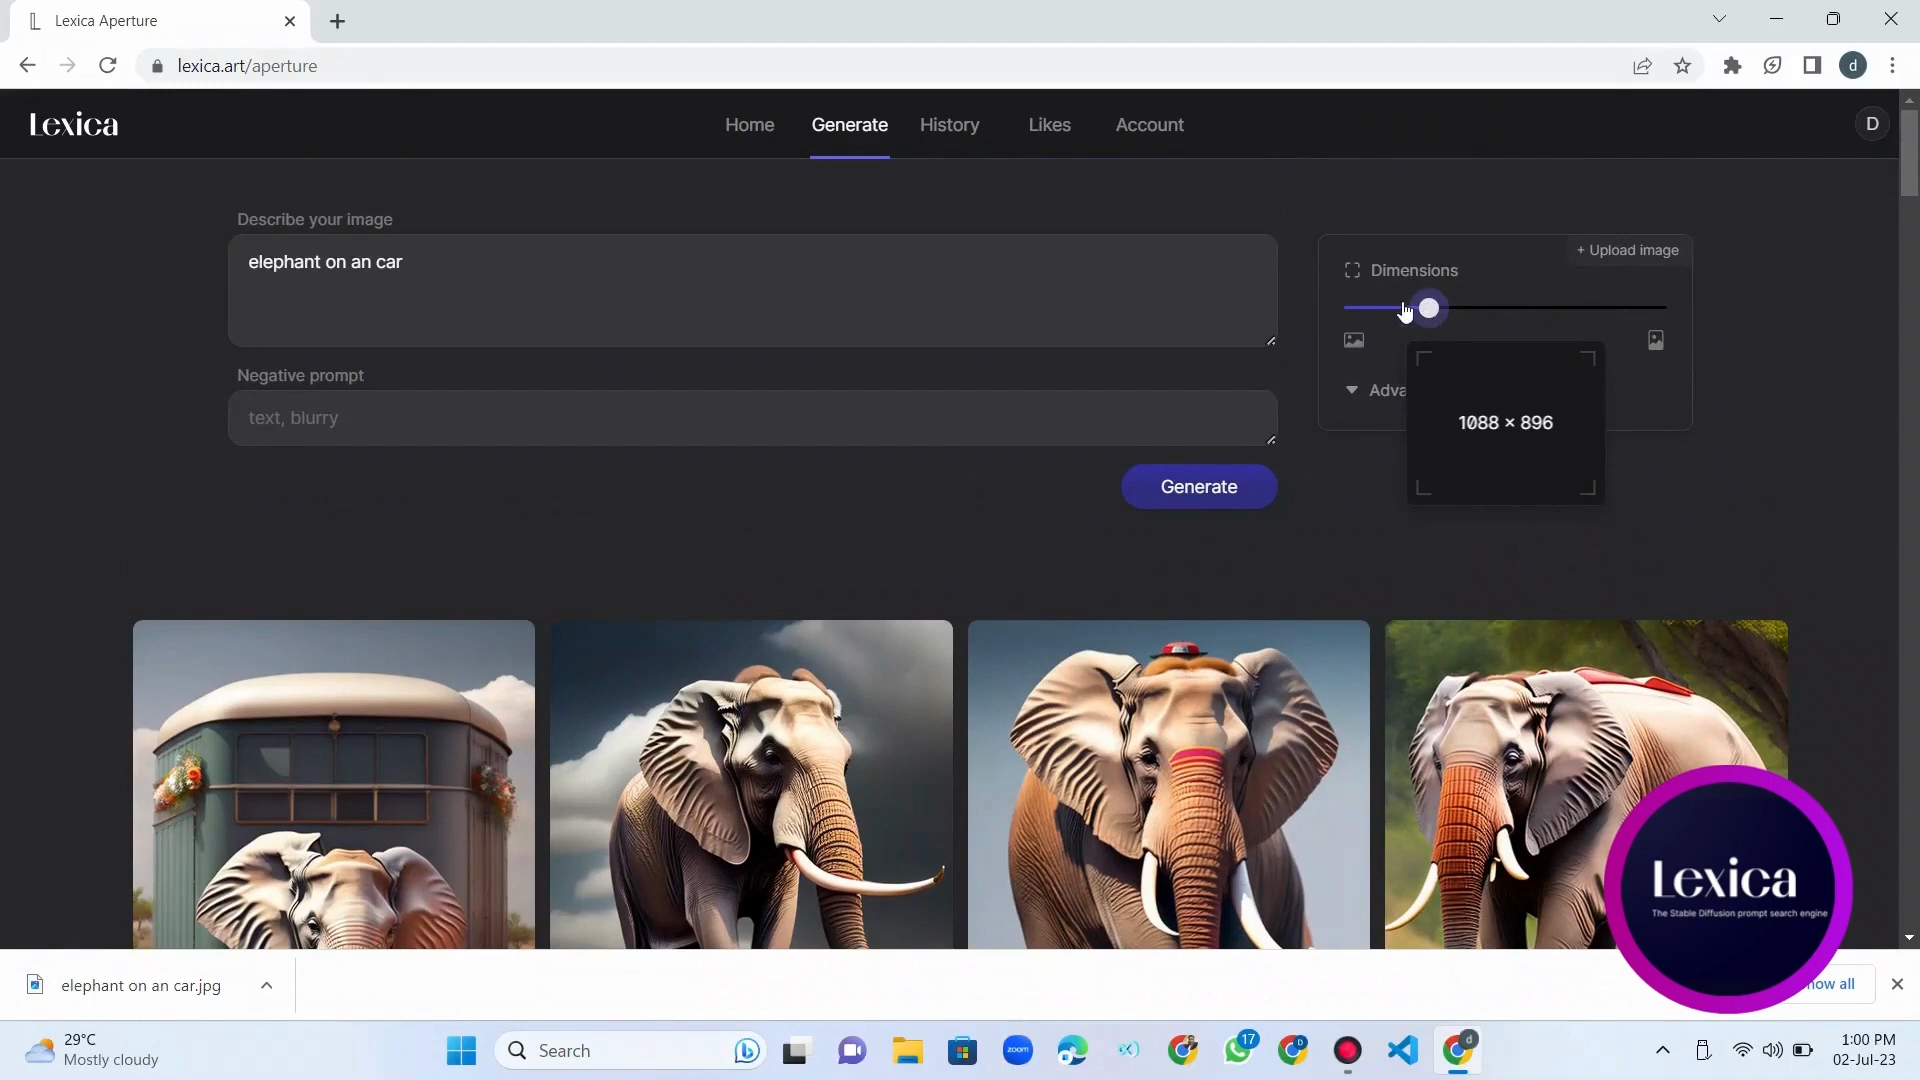 Lexica Aperture
lexica.art/aperture
d
Lexica
Home Generate History Likes Account
D
Describe your image
+ Upload image
elephant on an car
Dimensions
Negative prompt
Adva
text, blurry
1088 × 896
Generate
Lexica
The Stable Diffusion prompt search engine
elephant on an car.jpg
how all
29°C
Mostly cloudy
Search
zoom
17
D
d
1:00 PM
02-Jul-23